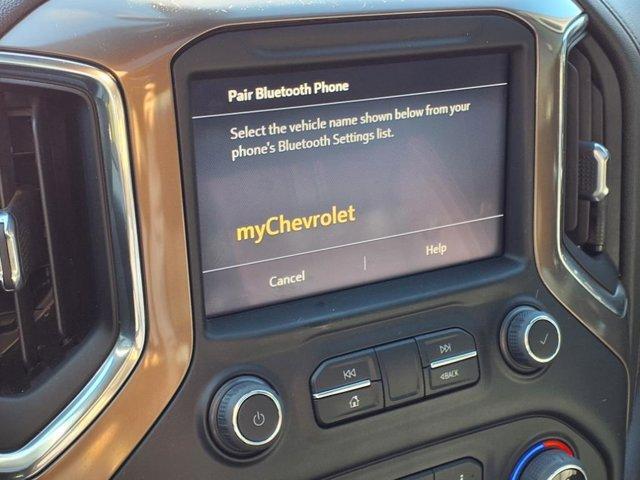 Pair Bluetooth Phone
Select the vehicle name shown below from your
phone's Bluetooth Settings list.
myChevrolet
Cancel
Help
BACK